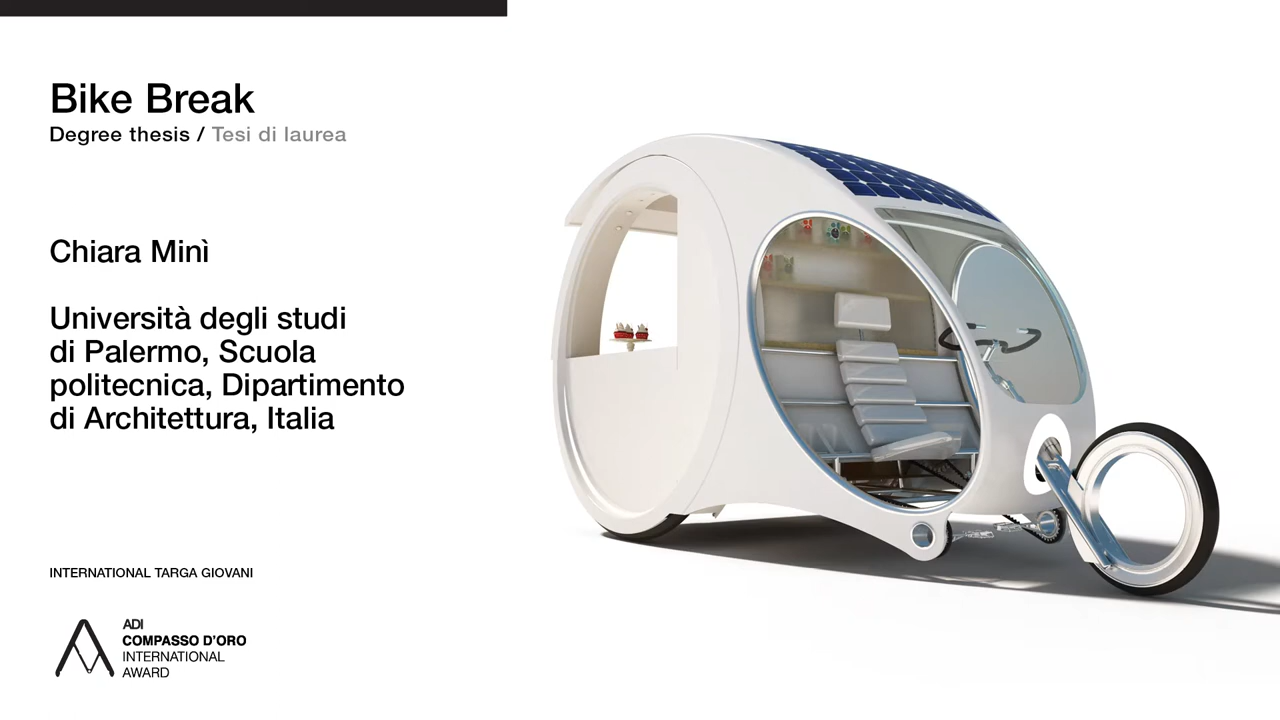 Bike Break
Degree thesis / Tesi di laurea
Chiara Minì
Università degli studi
di Palermo, Scuola
politecnica, Dipartimento
di Architettura, Italia
INTERNATIONAL TARGA GIOVANI
ADI
COMPASSO D'ORO
INTERNATIONAL
AWARD